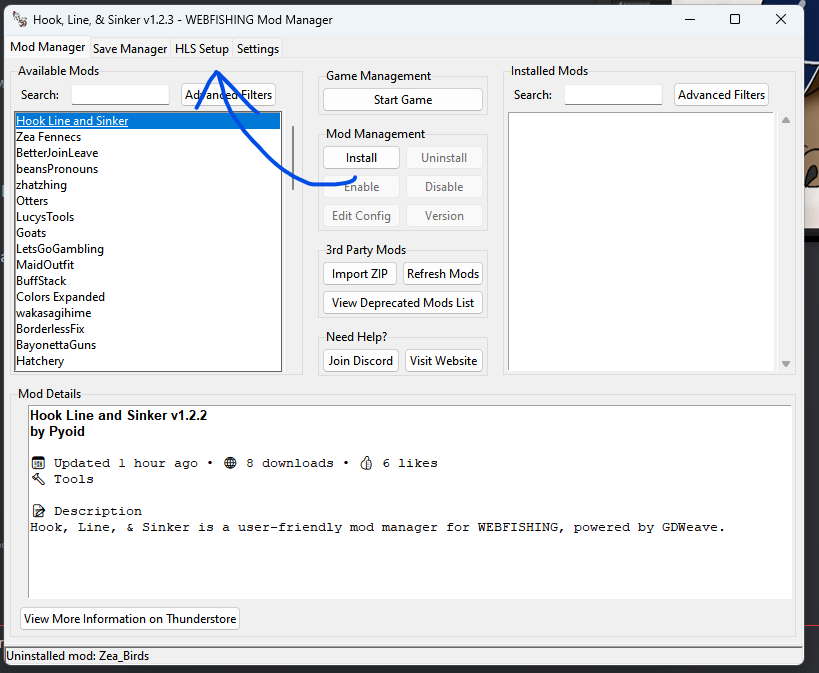 Hook, Line, & Sinker v1.2.3 - WEBFISHING Mod Manager
Mod Manager Save Manager HLS Setup Settings
Available Mods
Search: Advanced Filters
Hook Line and Sinker
Zea Fennecs
BetterJoinLeave
beansPronouns
zhatzhing
Otters
LucysTools
Goats
LetsGoGambling
MaidOutfit
BuffStack
Colors Expanded
wakasagihime
BorderlessFix
BayonettaGuns
Hatchery
Game Management
Start Game
Mod Management
Install Uninstall
Enable Disable
Edit Config Version
3rd Party Mods
Import ZIP Refresh Mods
View Deprecated Mods List
Need Help?
Join Discord Visit Website
Installed Mods
Search: Advanced Filters
Mod Details
Hook Line and Sinker v1.2.2
by Pyoid
Updated 1 hour ago • 8 downloads • 6 likes
Tools
Description
Hook, Line, & Sinker is a user-friendly mod manager for WEBFISHING, powered by GDWeave.
View More Information on Thunderstore
Uninstalled mod: Zea_Birds